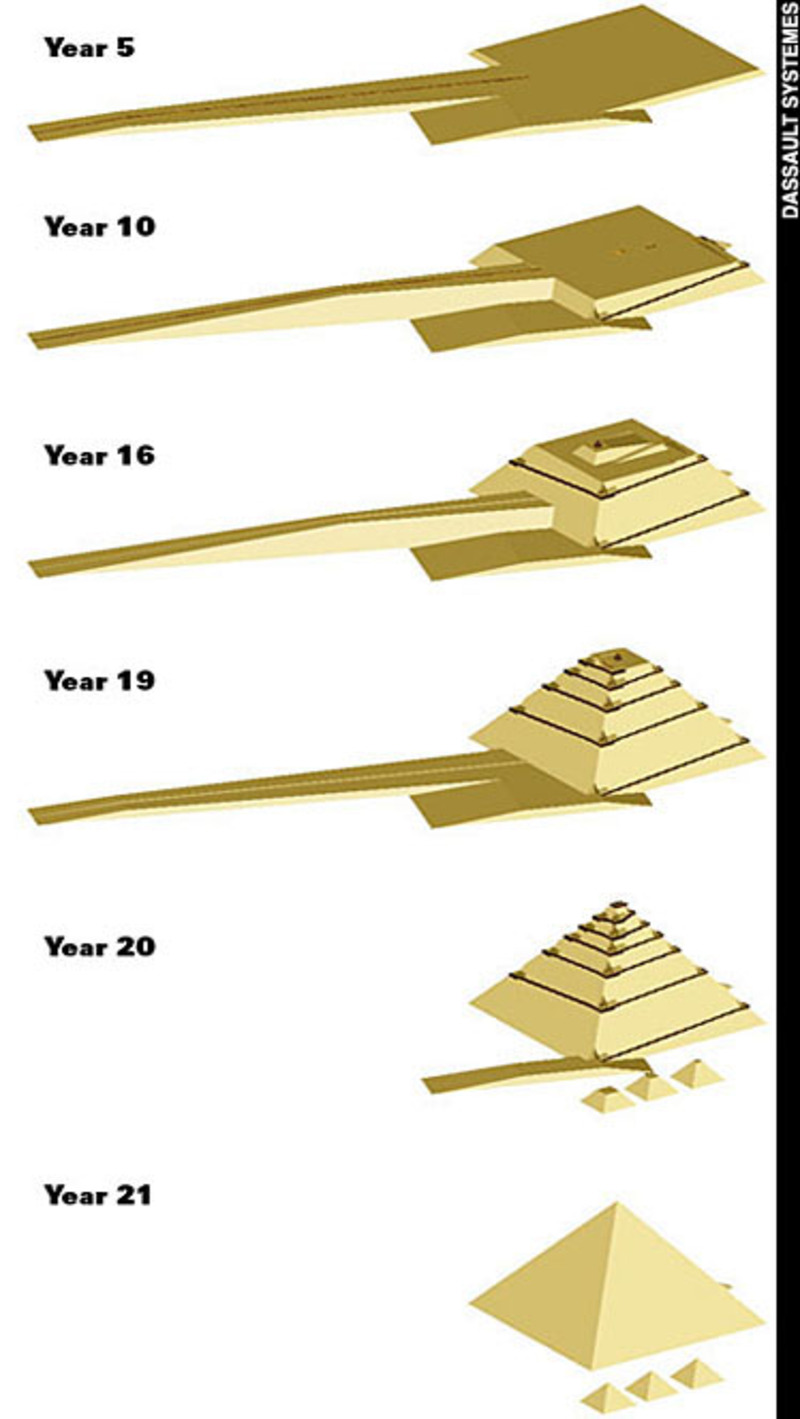 Year 5
DASSAULT SYSTEMES
Year 10
Year 16
Year 19
Year 20
Year 21